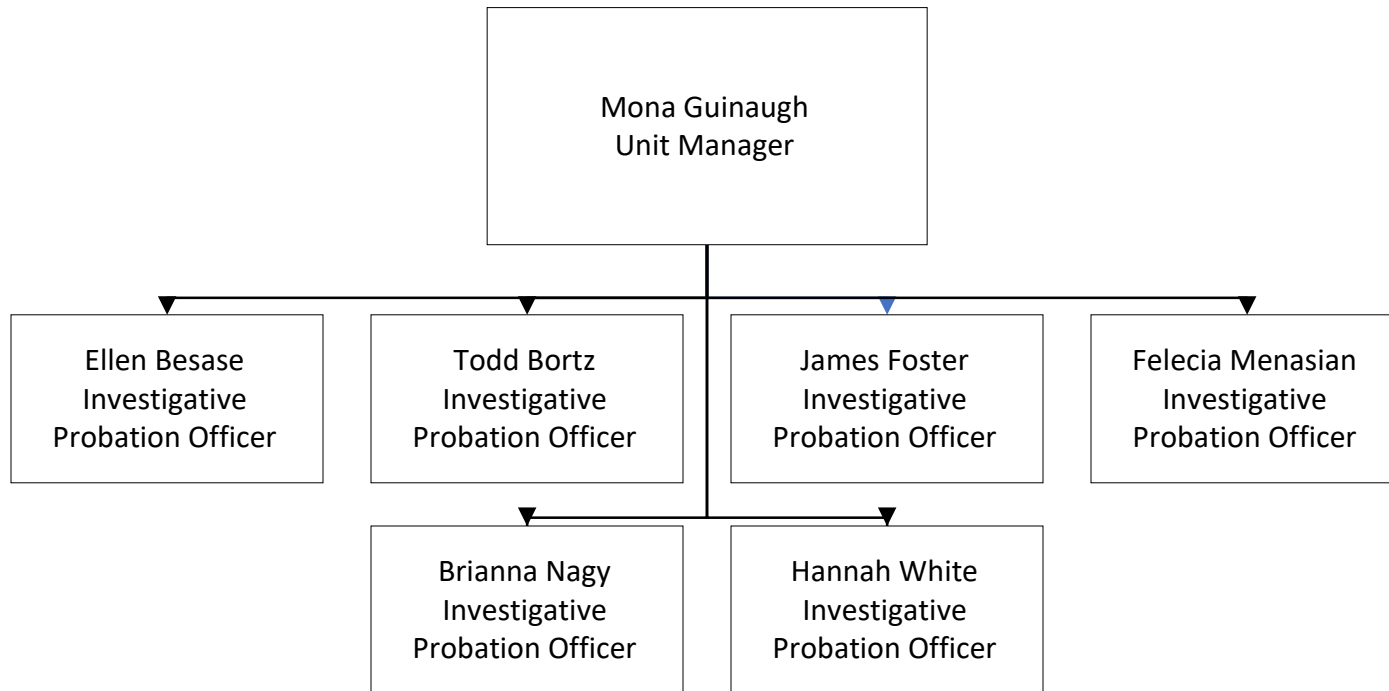 Mona Guinaugh
Unit Manager
Ellen Besase
Investigative
Probation Officer
Todd Bortz
Investigative
Probation Officer
James Foster
Investigative
Probation Officer
Felecia Menasian
Investigative
Probation Officer
Brianna Nagy
Investigative
Probation Officer
Hannah White
Investigative
Probation Officer